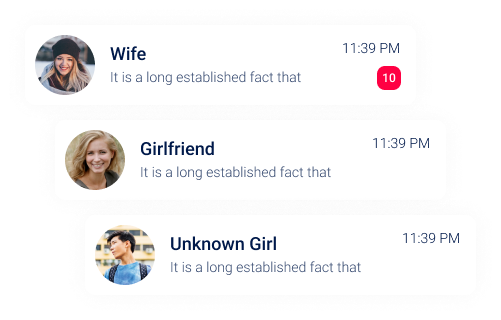 Wife
11:39 PM
It is a long established fact that
10
Girlfriend
11:39 PM
It is a long established fact that
Unknown Girl
11:39 PM
It is a long established fact that